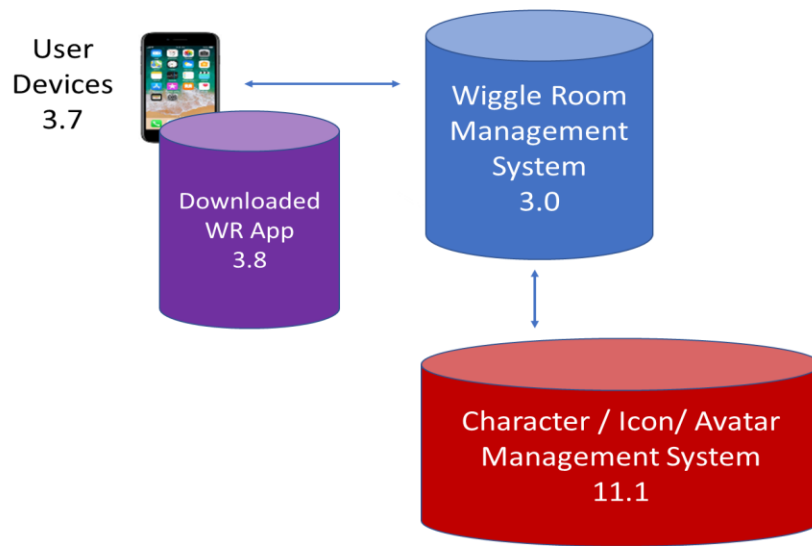 User
Devices
3.7
Wiggle Room
Management
System
3.0
Downloaded
WR App
3.8
Character / Icon/ Avatar
Management System
11.1